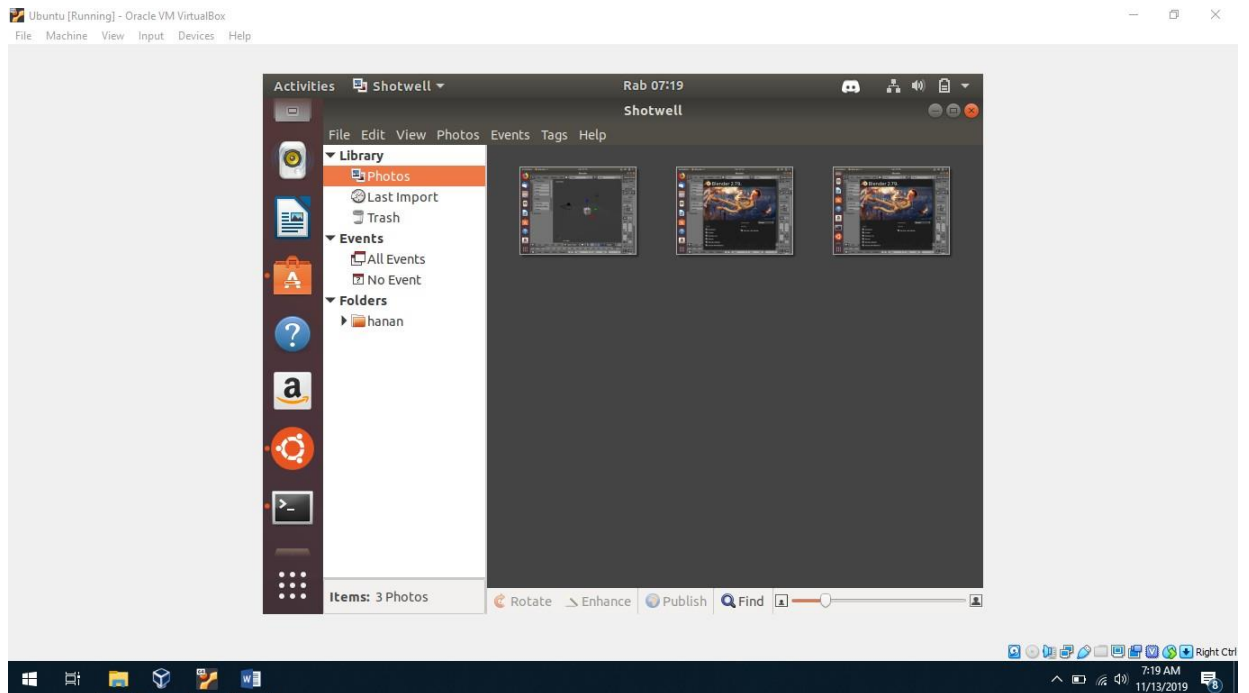 Ubuntu [Running] - Oracle VM VirtualBox
File Machine View Input Devices Help
Activities Shotwell Rab 07:19
Shotwell
File Edit View Photos Events Tags Help
Library
Photos
Last Import
Trash
Events
All Events
No Event
Folders
hanan
Items: 3 Photos
Rotate Enhance Publish Find
Right Ctrl
7:19 AM
11/13/2019
8